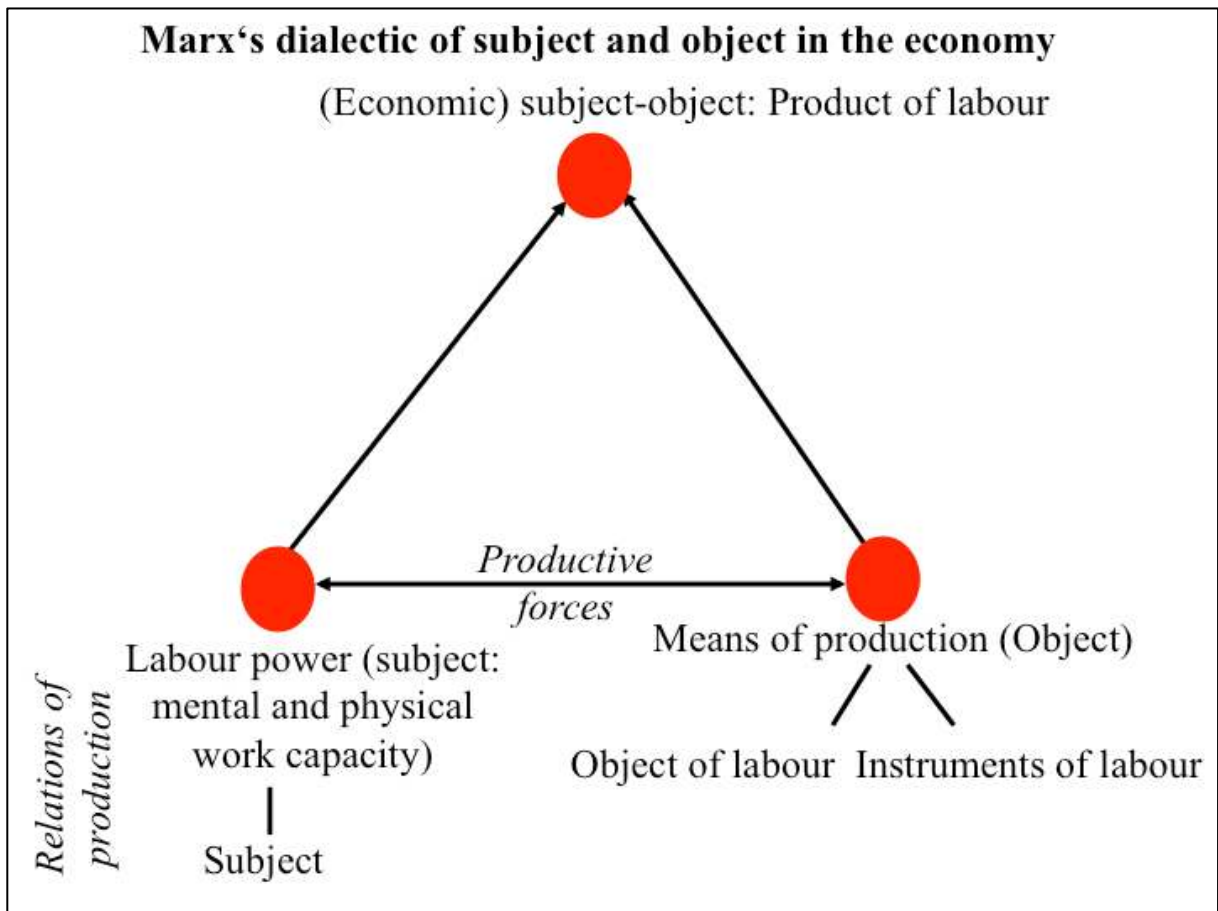 Marx‘s dialectic of subject and object in the economy
(Economic) subject-object: Product of labour
Productive
forces
Labour power (subject:
mental and physical
work capacity)
Subject
Means of production (Object)
Object of labour
Instruments of labour
Relations of
production